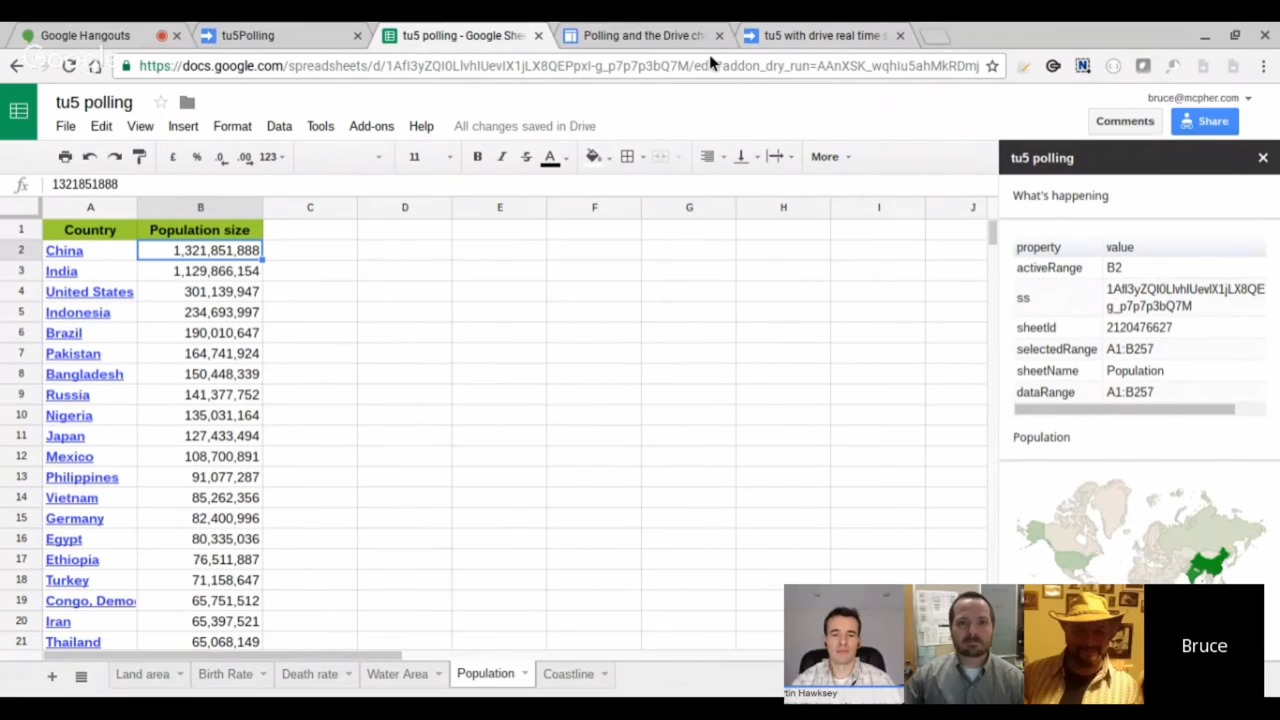 Google Hangouts
tu5Polling
tu5 polling - Google She
Polling and the Drive ch
tu5 with drive real time s
https://docs.google.com/spreadsheets/d/
bruce@mcpher.com
tu5 polling
File Edit View Insert Format Data Tools Add-ons Help All changes saved in Drive
Comments
Share
£ % .0 .00 123 11 B I S A More
fx 1321851888
A B C D E F G H I J
1 Country Population size
2 China 1,321,851,888
3 India 1,129,866,154
4 United States 301,139,947
5 Indonesia 234,693,997
6 Brazil 190,010,647
7 Pakistan 164,741,924
8 Bangladesh 150,448,339
9 Russia 141,377,752
10 Nigeria 135,031,164
11 Japan 127,433,494
12 Mexico 108,700,891
13 Philippines 91,077,287
14 Vietnam 85,262,356
15 Germany 82,400,996
16 Egypt 80,335,036
17 Ethiopia 76,511,887
18 Turkey 71,158,647
19 Congo, Demo 65,751,512
20 Iran 65,397,521
21 Thailand 65,068,149
tu5 polling
What's happening
property value
activeRange B2
ss
sheetId 2120476627
selectedRange A1:B257
sheetName Population
dataRange A1:B257
Population
Land area Birth Rate Death rate Water Area Population Coastline
tin Hawksey
Bruce